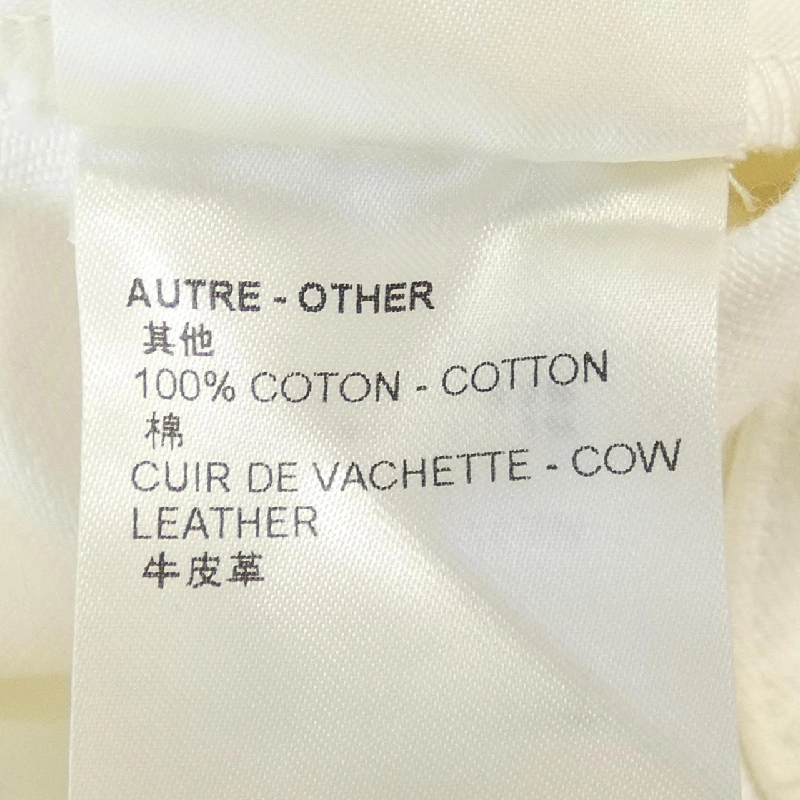 AUTRE - OTHER
其他
100% COTON - COTTON
棉
CUIR DE VACHETTE - COW
LEATHER
牛皮革